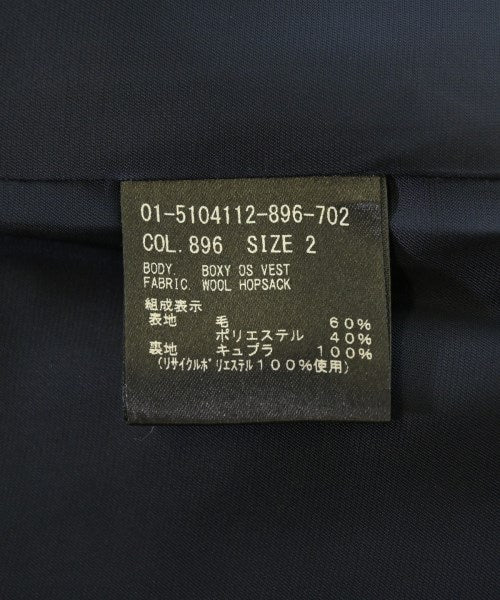 01-5104112-896-702
COL. 896 SIZE 2
BODY. BOXY OS VEST
FABRIC. WOOL HOPSACK
組成表示
表地 毛 60%
ポリエステル 40%
裏地 キュプラ 100%
(リサイクルポリエステル100%使用)